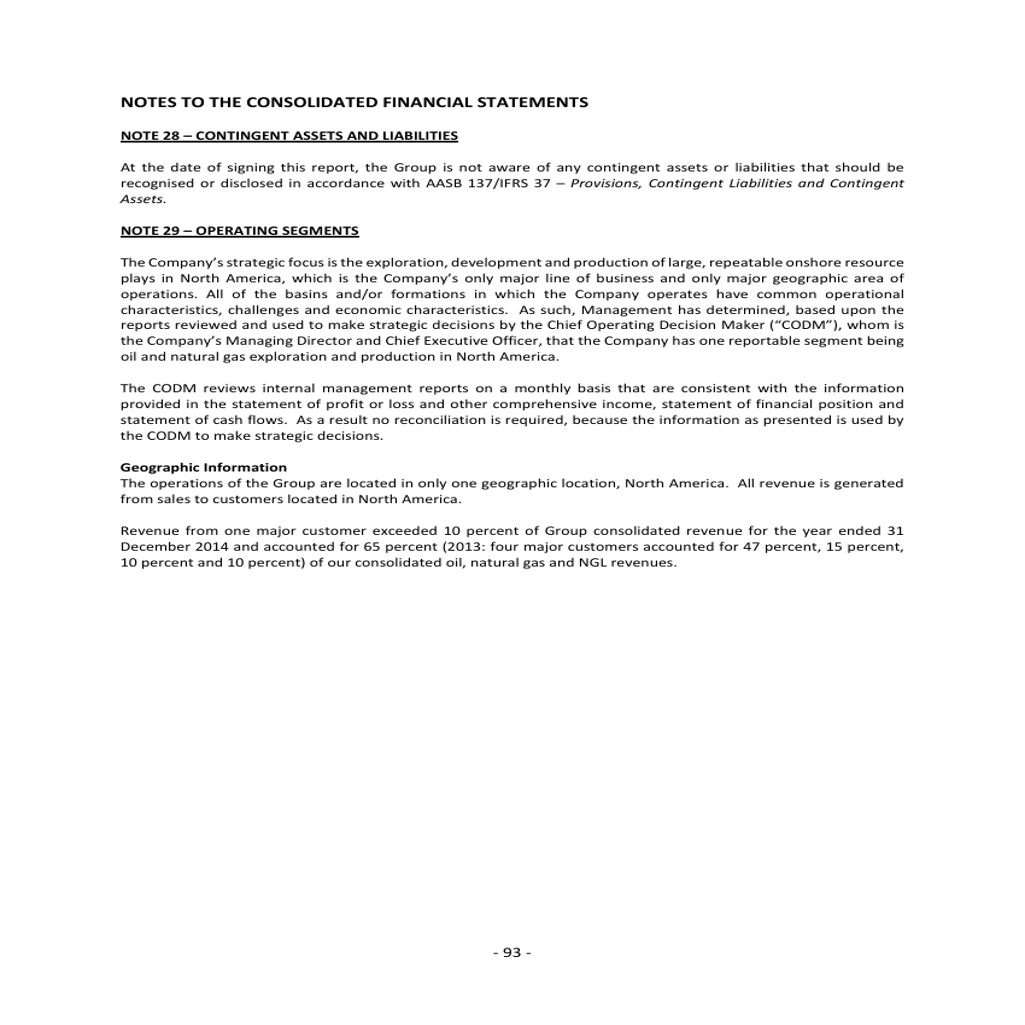 NOTES TO THE CONSOLIDATED FINANCIAL STATEMENTS
NOTE 28 – CONTINGENT ASSETS AND LIABILITIES
At the date of signing this report, the Group is not aware of any contingent assets or liabilities that should be
recognised or disclosed in accordance with AASB 137/IFRS 37 – Provisions, Contingent Liabilities and Contingent
Assets.
NOTE 29 – OPERATING SEGMENTS
The Company's strategic focus is the exploration, development and production of large, repeatable onshore resource
plays in North America, which is the Company's only major line of business and only major geographic area of
operations. All of the basins and/or formations in which the Company operates have common operational
characteristics, challenges and economic characteristics.  As such, Management has determined, based upon the
reports reviewed and used to make strategic decisions by the Chief Operating Decision Maker (“CODM”), whom is
the Company's Managing Director and Chief Executive Officer, that the Company has one reportable segment being
oil and natural gas exploration and production in North America.
The CODM reviews internal management reports on a monthly basis that are consistent with the information
provided in the statement of profit or loss and other comprehensive income, statement of financial position and
statement of cash flows.  As a result no reconciliation is required, because the information as presented is used by
the CODM to make strategic decisions.
Geographic Information
The operations of the Group are located in only one geographic location, North America.  All revenue is generated
from sales to customers located in North America.
Revenue from one major customer exceeded 10 percent of Group consolidated revenue for the year ended 31
December 2014 and accounted for 65 percent (2013: four major customers accounted for 47 percent, 15 percent,
10 percent and 10 percent) of our consolidated oil, natural gas and NGL revenues.
- 93 -